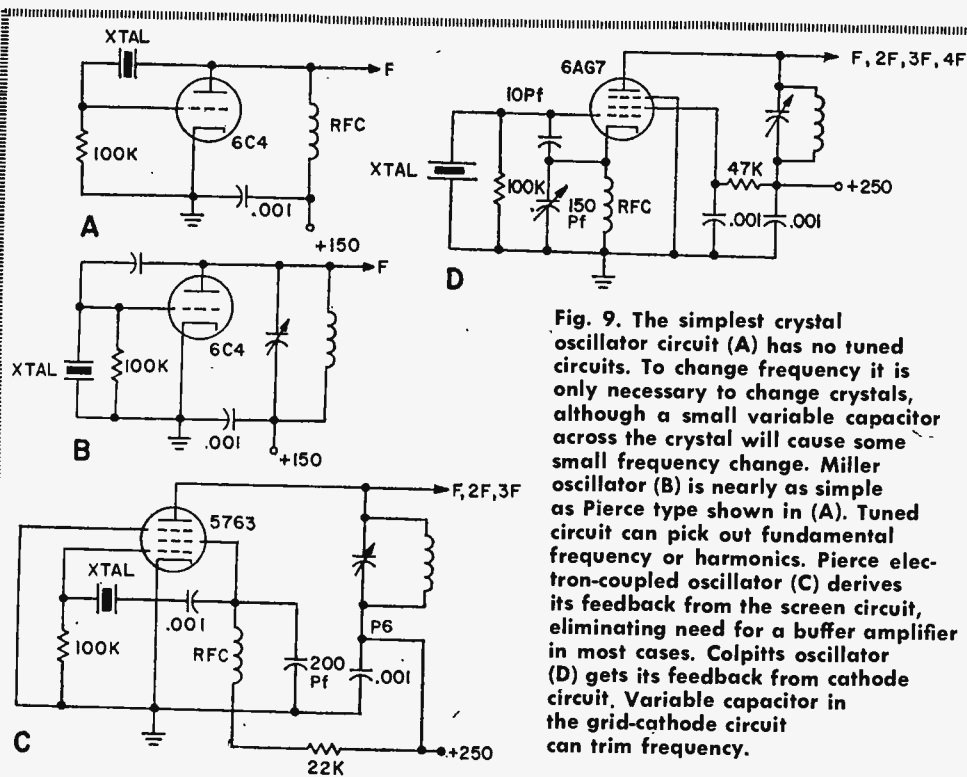 XTAL
F
6C4
RFC
100K
.001
A
+150
F
6C4
XTAL
100K
.001
B
+150
F, 2F, 3F
5763
XTAL
.001
100K
RFC
200
Pf
P6
.001
C
22K
+250
F, 2F, 3F, 4F
6AG7
10Pf
XTAL
100K
150
Pf
RFC
47K
+250
.001
.001
D
Fig. 9. The simplest crystal
oscillator circuit (A) has no tuned
circuits. To change frequency it is
only necessary to change crystals,
although a small variable capacitor
across the crystal will cause some
small frequency change. Miller
oscillator (B) is nearly as simple
as Pierce type shown in (A). Tuned
circuit can pick out fundamental
frequency or harmonics. Pierce elec-
tron-coupled oscillator (C) derives
its feedback from the screen circuit,
eliminating need for a buffer amplifier
in most cases. Colpitts oscillator
(D) gets its feedback from cathode
circuit. Variable capacitor in
the grid-cathode circuit
can trim frequency.